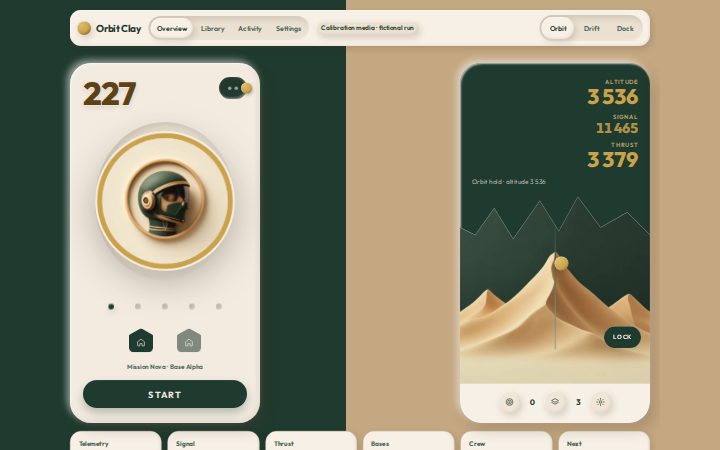 Orbit Clay
Overview Library Activity Settings
Calibration media · fictional run
Orbit Drift Dock
227
Mission Nova · Base Alpha
START
ALTITUDE
3 536
SIGNAL
11 465
THRUST
3 379
Orbit hold · altitude 3 536
LOCK
0 3
Telemetry
Signal
Thrust
Bases
Crew
Next